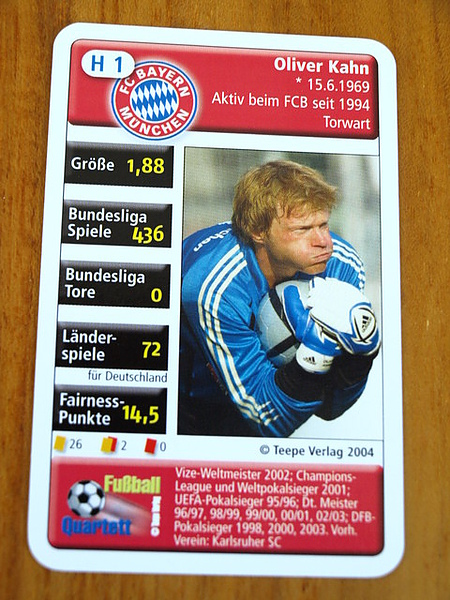 H 1
FC BAYERN
MÜNCHEN
Oliver Kahn
* 15.6.1969
Aktiv beim FCB seit 1994
Torwart
Größe 1,88
Bundesliga
Spiele 436
Bundesliga
Tore 0
Länder-
spiele 72
für Deutschland
Fairness-
Punkte 14,5
26 2 0
© Teepe Verlag 2004
Fußball
Quartett
Vize-Weltmeister 2002; Champions-
League und Weltpokalsieger 2001;
UEFA-Pokalsieger 95/96; Dt. Meister
96/97, 98/99, 99/00, 00/01, 02/03; DFB-
Pokalsieger 1998, 2000, 2003. Vorh.
Verein: Karlsruher SC